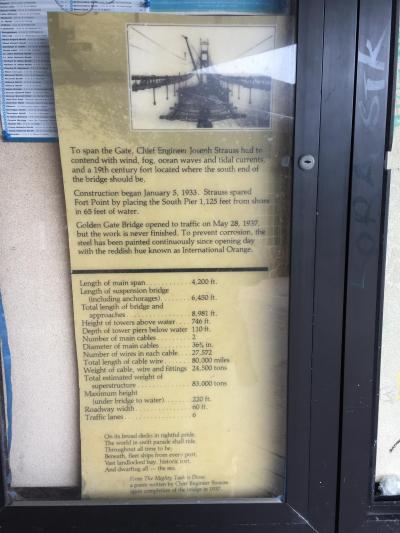 To span the Gate, Chief Engineer Joseph Strauss had to
contend with wind, fog, ocean waves and tidal currents,
and a 19th century fort located where the south end of
the bridge should be.
Construction began January 5, 1933. Strauss spared
Fort Point by placing the South Pier 1,125 feet from shore
in 65 feet of water.
Golden Gate Bridge opened to traffic on May 28, 1937
but the work is never finished. To prevent corrosion, the
steel has been painted continuously since opening day
with the reddish hue known as International Orange.
Length of main span . . . . . . . . . . 4,200 ft.
Length of suspension bridge
(including anchorages) . . . . . . . 6,450 ft.
Total length of bridge and
approaches . . . . . . . . . . . . . . . 8,981 ft.
Height of towers above water . . . 746 ft.
Depth of tower piers below water 110 ft.
Number of main cables . . . . . . . . 2
Diameter of main cables . . . . . . . 36⅜ in.
Number of wires in each cable . . . 27,572
Total length of cable wire . . . . . . 80,000 miles
Weight of cable, wire and fittings 24,500 tons
Total estimated weight of
superstructure . . . . . . . . . . . . . 83,000 tons
Maximum height
(under bridge to water) . . . . . . . 220 ft.
Roadway width . . . . . . . . . . . . . . 60 ft.
Traffic lanes . . . . . . . . . . . . . . . . 6
On its broad decks in rightful pride,
The world in swift parade shall ride,
Throughout all time to be;
Beneath, fleet ships from every port,
Vast landlocked bay, historic fort,
And dwarfing all — the sea.
From The Mighty Task is Done,
a poem written by Chief Engineer Strauss
upon completion of the bridge in 1937.